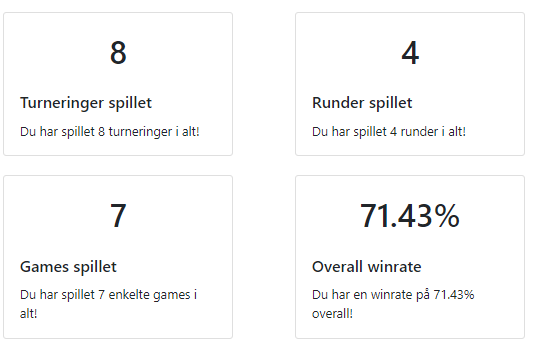 8
Turneringer spillet
Du har spillet 8 turneringer i alt!
4
Runder spillet
Du har spillet 4 runder i alt!
7
Games spillet
Du har spillet 7 enkelte games i
alt!
71.43%
Overall winrate
Du har en winrate på 71.43%
overall!